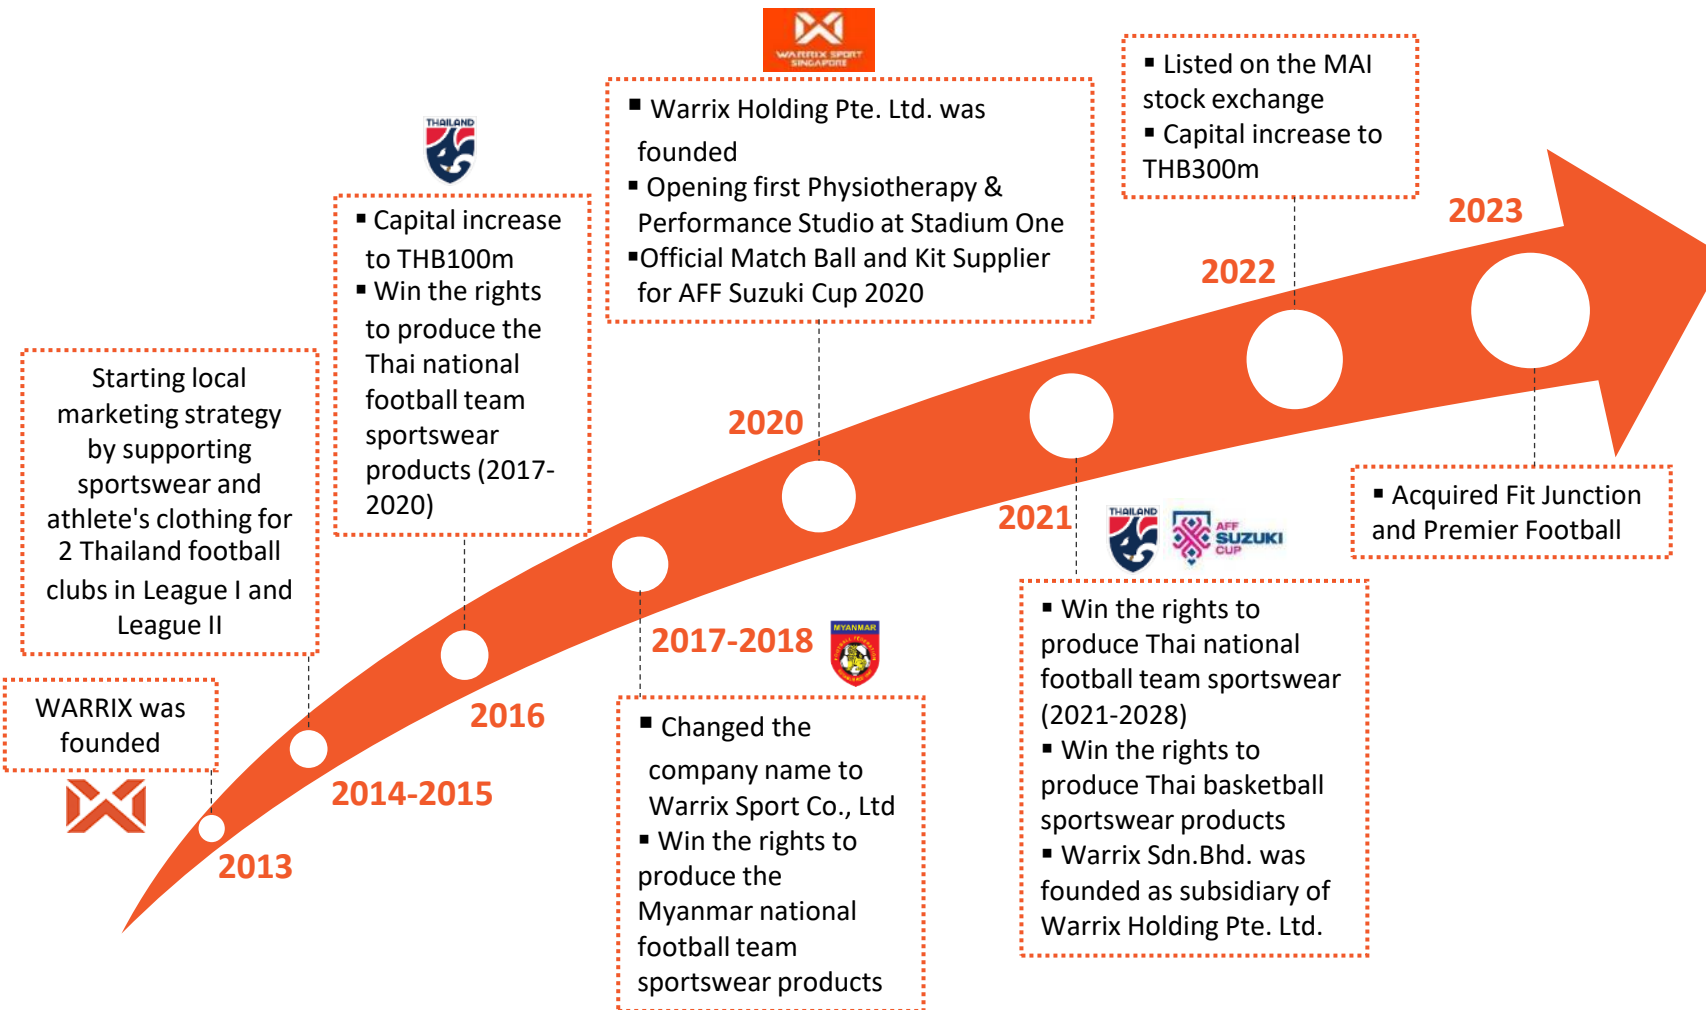 WARRIX was
founded
2013
Starting local
marketing strategy
by supporting
sportswear and
athlete's clothing for
2 Thailand football
clubs in League I and
League II
2014-2015
THAILAND
▪ Capital increase
to THB100m
▪ Win the rights
to produce the
Thai national
football team
sportswear
products (2017-
2020)
2016
2017-2018
MYANMAR
▪ Changed the
company name to
Warrix Sport Co., Ltd
▪ Win the rights to
produce the
Myanmar national
football team
sportswear products
WARRIX SPORT
SINGAPORE
▪ Warrix Holding Pte. Ltd. was
founded
▪ Opening first Physiotherapy &
Performance Studio at Stadium One
▪Official Match Ball and Kit Supplier
for AFF Suzuki Cup 2020
2020
2021
THAILAND
AFF
SUZUKI
CUP
▪ Win the rights to
produce Thai national
football team sportswear
(2021-2028)
▪ Win the rights to
produce Thai basketball
sportswear products
▪ Warrix Sdn.Bhd. was
founded as subsidiary of
Warrix Holding Pte. Ltd.
▪ Listed on the MAI
stock exchange
▪ Capital increase to
THB300m
2022
2023
▪ Acquired Fit Junction
and Premier Football